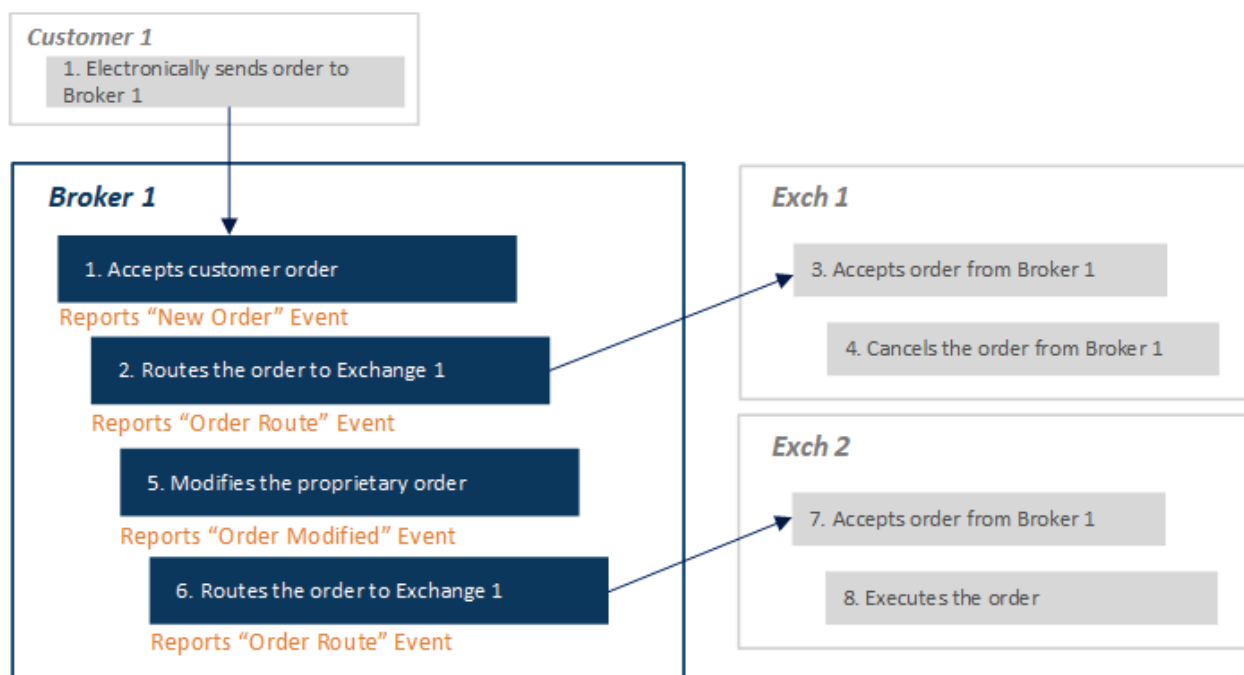 Customer 1
1. Electronically sends order to
Broker 1
Broker 1
1. Accepts customer order
Reports “New Order” Event
2. Routes the order to Exchange 1
Reports “Order Route” Event
5. Modifies the proprietary order
Reports “Order Modified” Event
6. Routes the order to Exchange 1
Reports “Order Route” Event
Exch 1
3. Accepts order from Broker 1
4. Cancels the order from Broker 1
Exch 2
7. Accepts order from Broker 1
8. Executes the order